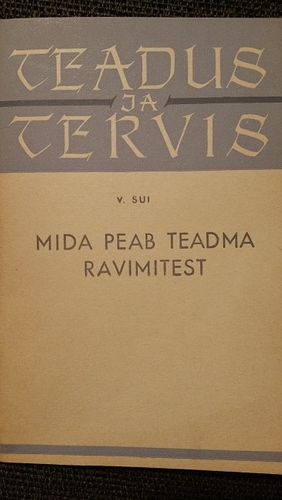 TEADUS
JA
TERVIS
V. SUI
MIDA PEAB TEADMA
RAVIMITEST